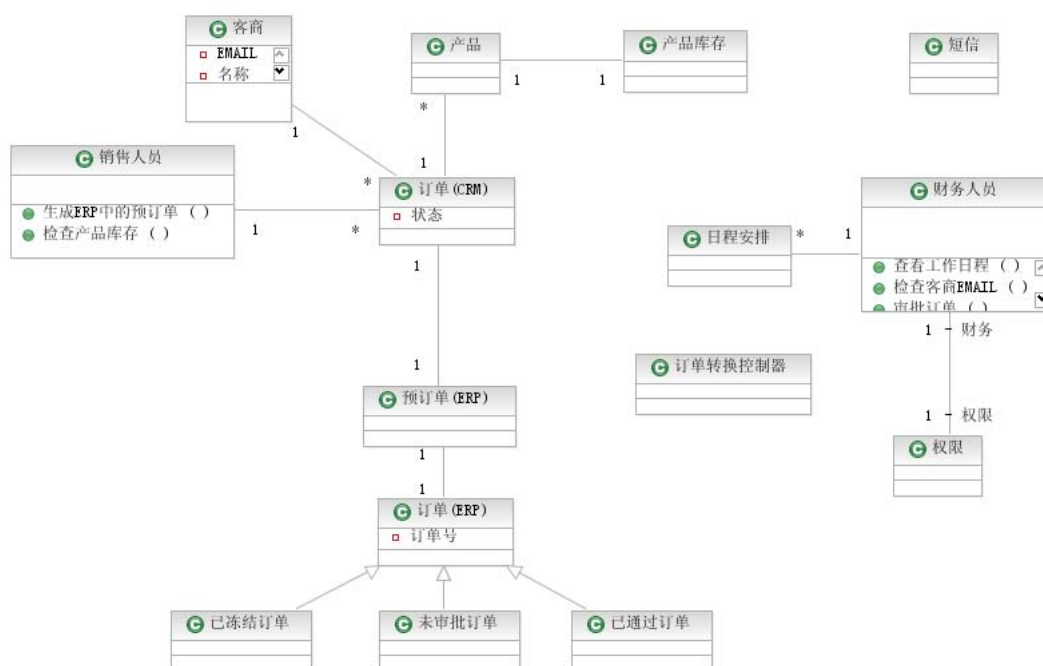 客商
EMAIL
名称
产品
产品库存
短信
1
1
*
1
1
*
销售人员
生成ERP中的预订单 ( )
检查产品库存 ( )
1
*
订单(CRM)
状态
1
1
预订单(ERP)
1
1
订单(ERP)
订单号
已冻结订单
未审批订单
已通过订单
日程安排
*
1
财务人员
查看工作日程 ( )
检查客商EMAIL ( )
审批订单 ( )
1 - 财务
1 - 权限
权限
订单转换控制器